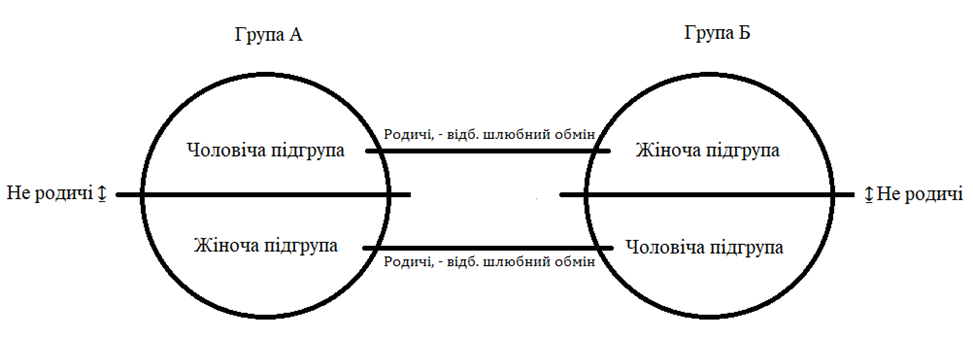 Група А
Група Б
Родичі, - відб. шлюбний обмін
Чоловіча підгрупа
Жіноча підгрупа
Не родичі ↕
↕ Не родичі
Жіноча підгрупа
Чоловіча підгрупа
Родичі, - відб. шлюбний обмін